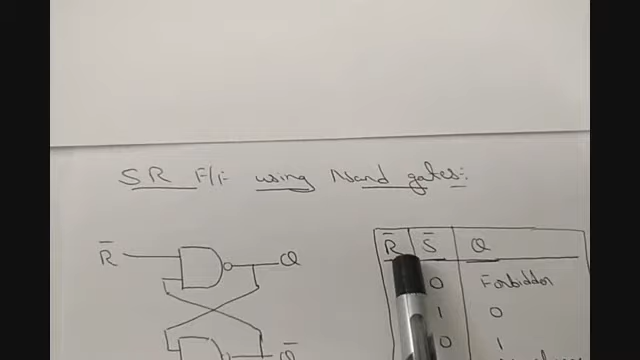 SR F/F using Nand gates:
R̅ Q
R̅ S̅ Q
0 Forbidden
1 0
0 1
Q̅